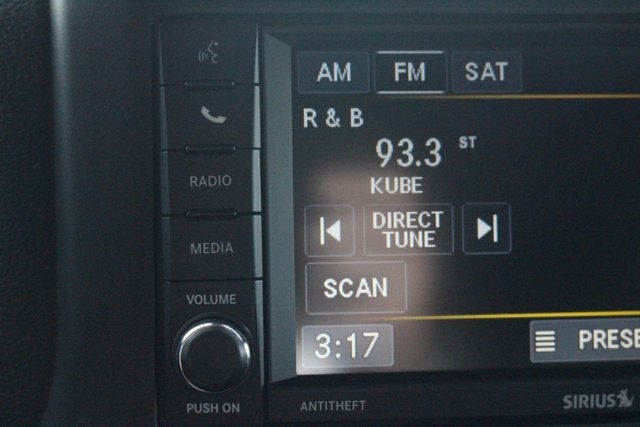 AM FM SAT
R & B
93.3 ST
KUBE
RADIO
DIRECT
TUNE
MEDIA
SCAN
VOLUME
3:17
PRESE
PUSH ON
ANTITHEFT
SIRIUS